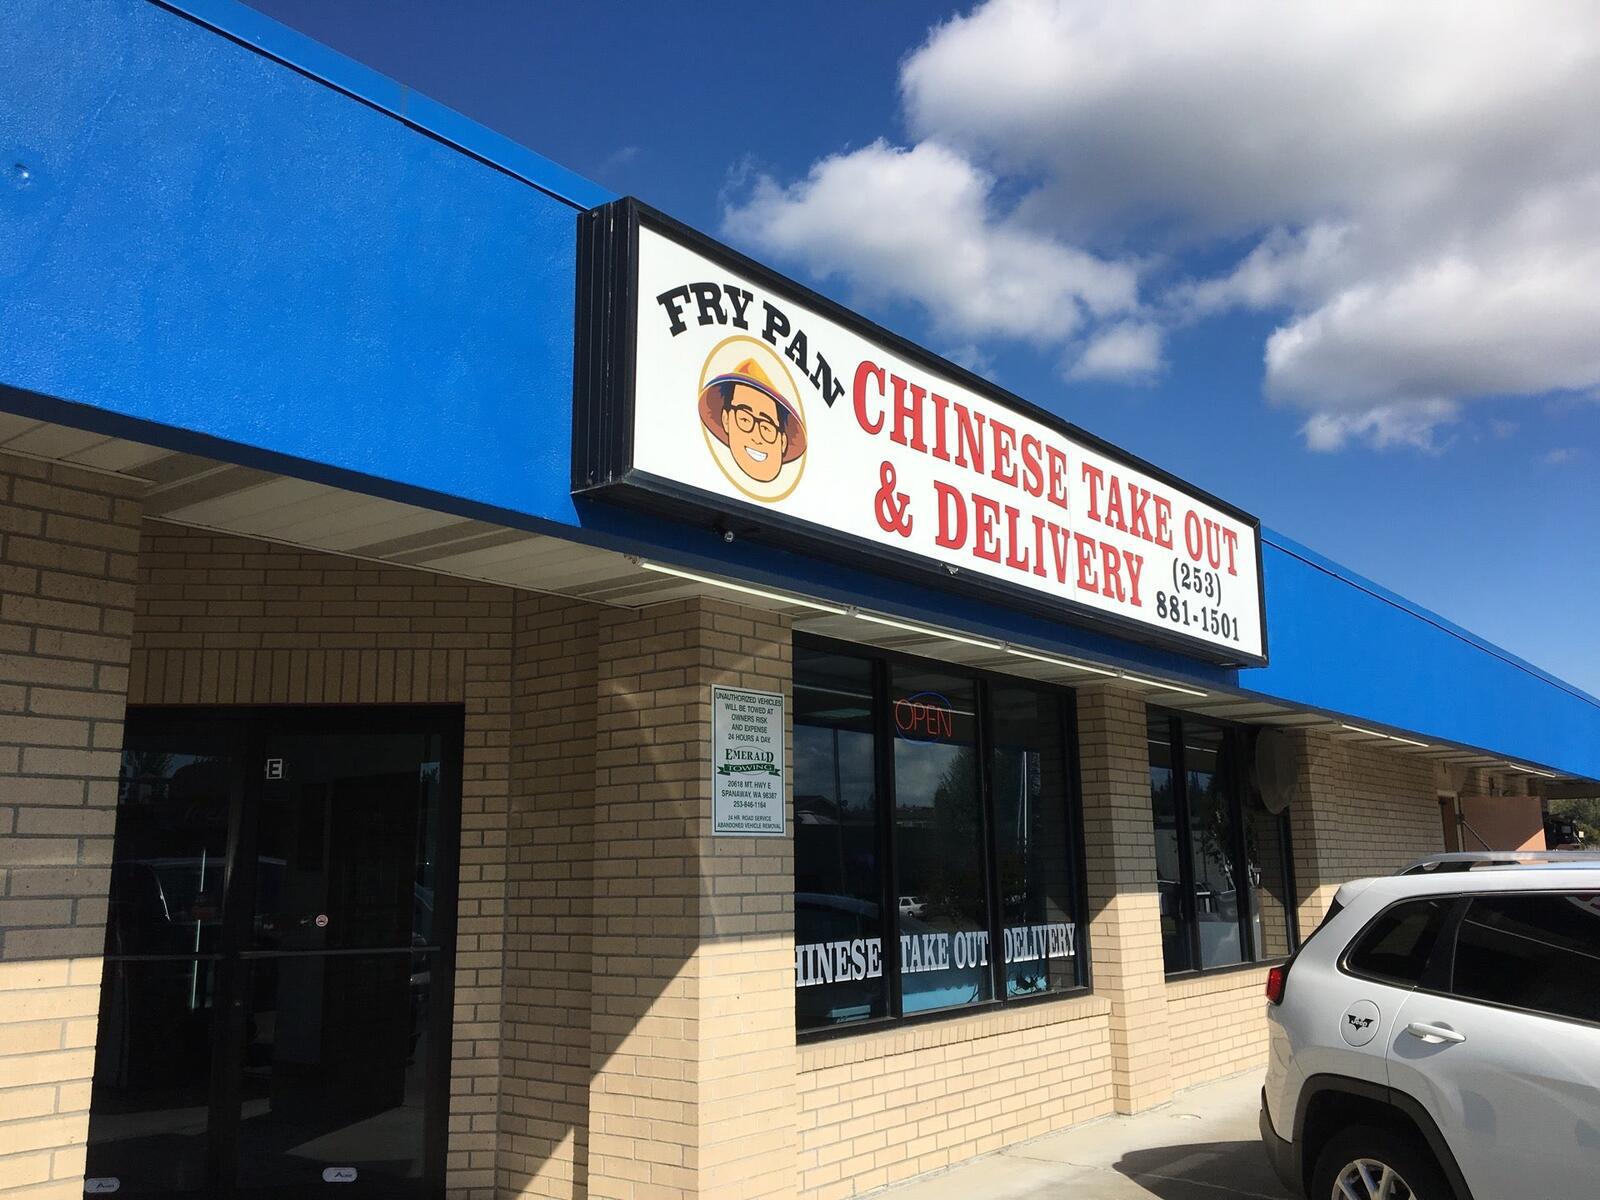 FRY PAN
CHINESE TAKE OUT
& DELIVERY
(253)
881-1501
OPEN
UNAUTHORIZED VEHICLES
WILL BE TOWED AT
OWNERS RISK
AND EXPENSE
24 HOURS A DAY
EMERALD
TOWING
20618 MT. HWY E
SPANAWAY, WA 98387
253-846-1164
24 HR ROAD SERVICE
ABANDONED VEHICLE REMOVAL
E
HINESE TAKE OUT DELIVERY